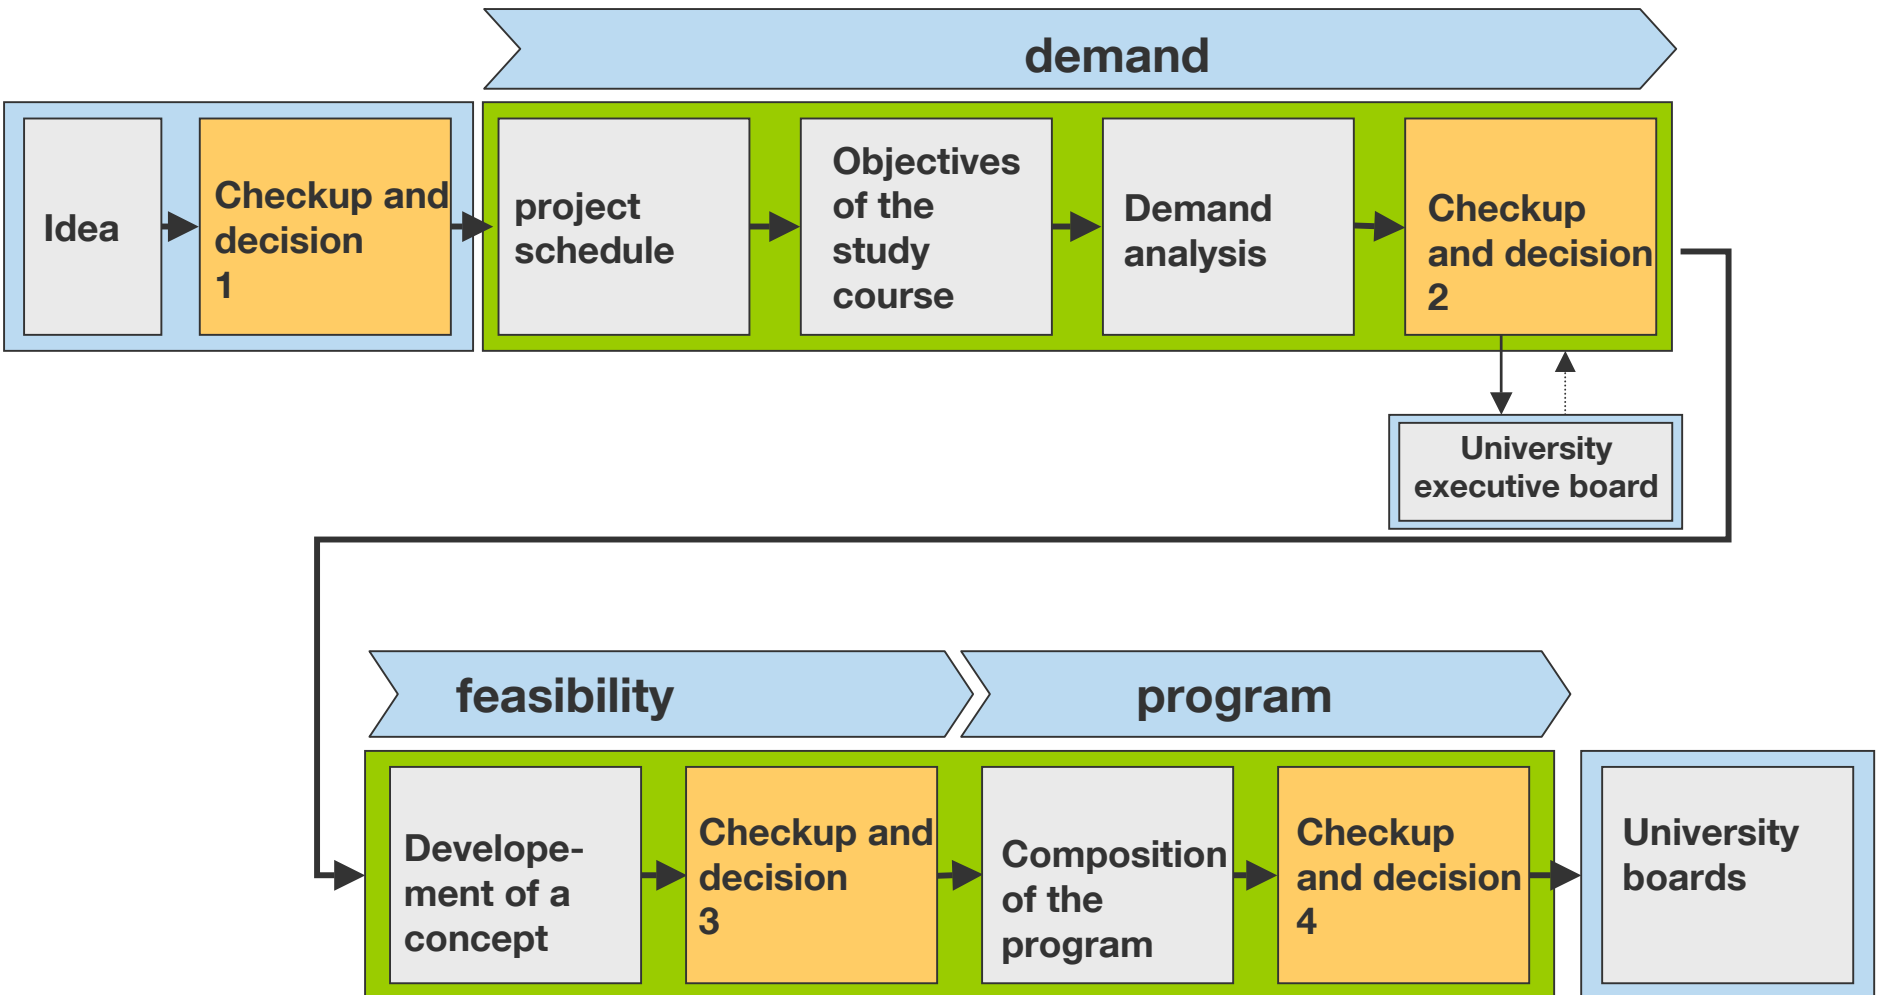 demand
Idea
Checkup and
decision
1
project
schedule
Objectives
of the
study
course
Demand
analysis
Checkup
and decision
2
University
executive board
feasibility
program
Develope-
ment of a
concept
Checkup and
decision
3
Composition
of the
program
Checkup
and decision
4
University
boards